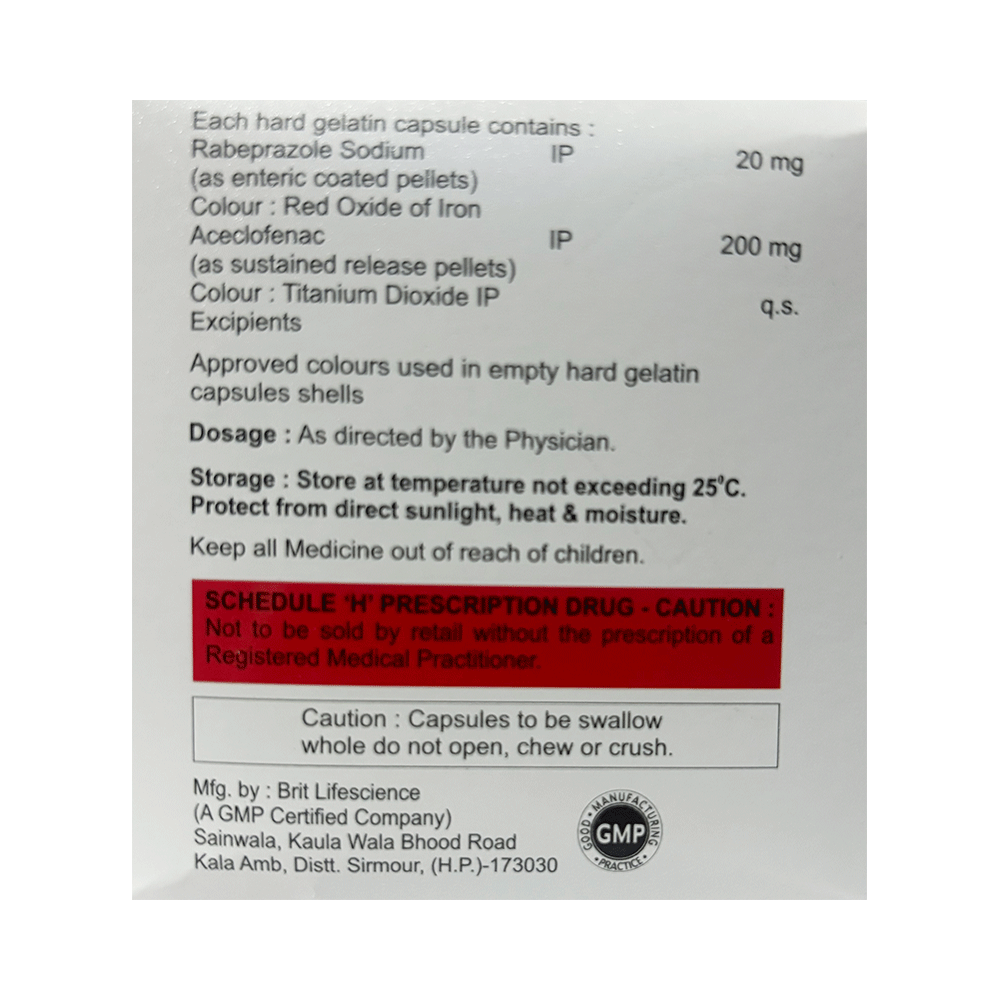 Each hard gelatin capsule contains :
Rabeprazole Sodium IP 20 mg
(as enteric coated pellets)
Colour : Red Oxide of Iron
Aceclofenac IP 200 mg
(as sustained release pellets)
Colour : Titanium Dioxide IP
Excipients q.s.
Approved colours used in empty hard gelatin
capsules shells
Dosage : As directed by the Physician.
Storage : Store at temperature not exceeding 25⁰C.
Protect from direct sunlight, heat & moisture.
Keep all Medicine out of reach of children.
SCHEDULE 'H' PRESCRIPTION DRUG - CAUTION :
Not to be sold by retail without the prescription of a
Registered Medical Practitioner.
Caution : Capsules to be swallow
whole do not open, chew or crush.
Mfg. by : Brit Lifescience
(A GMP Certified Company)
Sainwala, Kaula Wala Bhood Road
Kala Amb, Distt. Sirmour, (H.P.)-173030
GOOD • MANUFACTURING • PRACTICE •
GMP